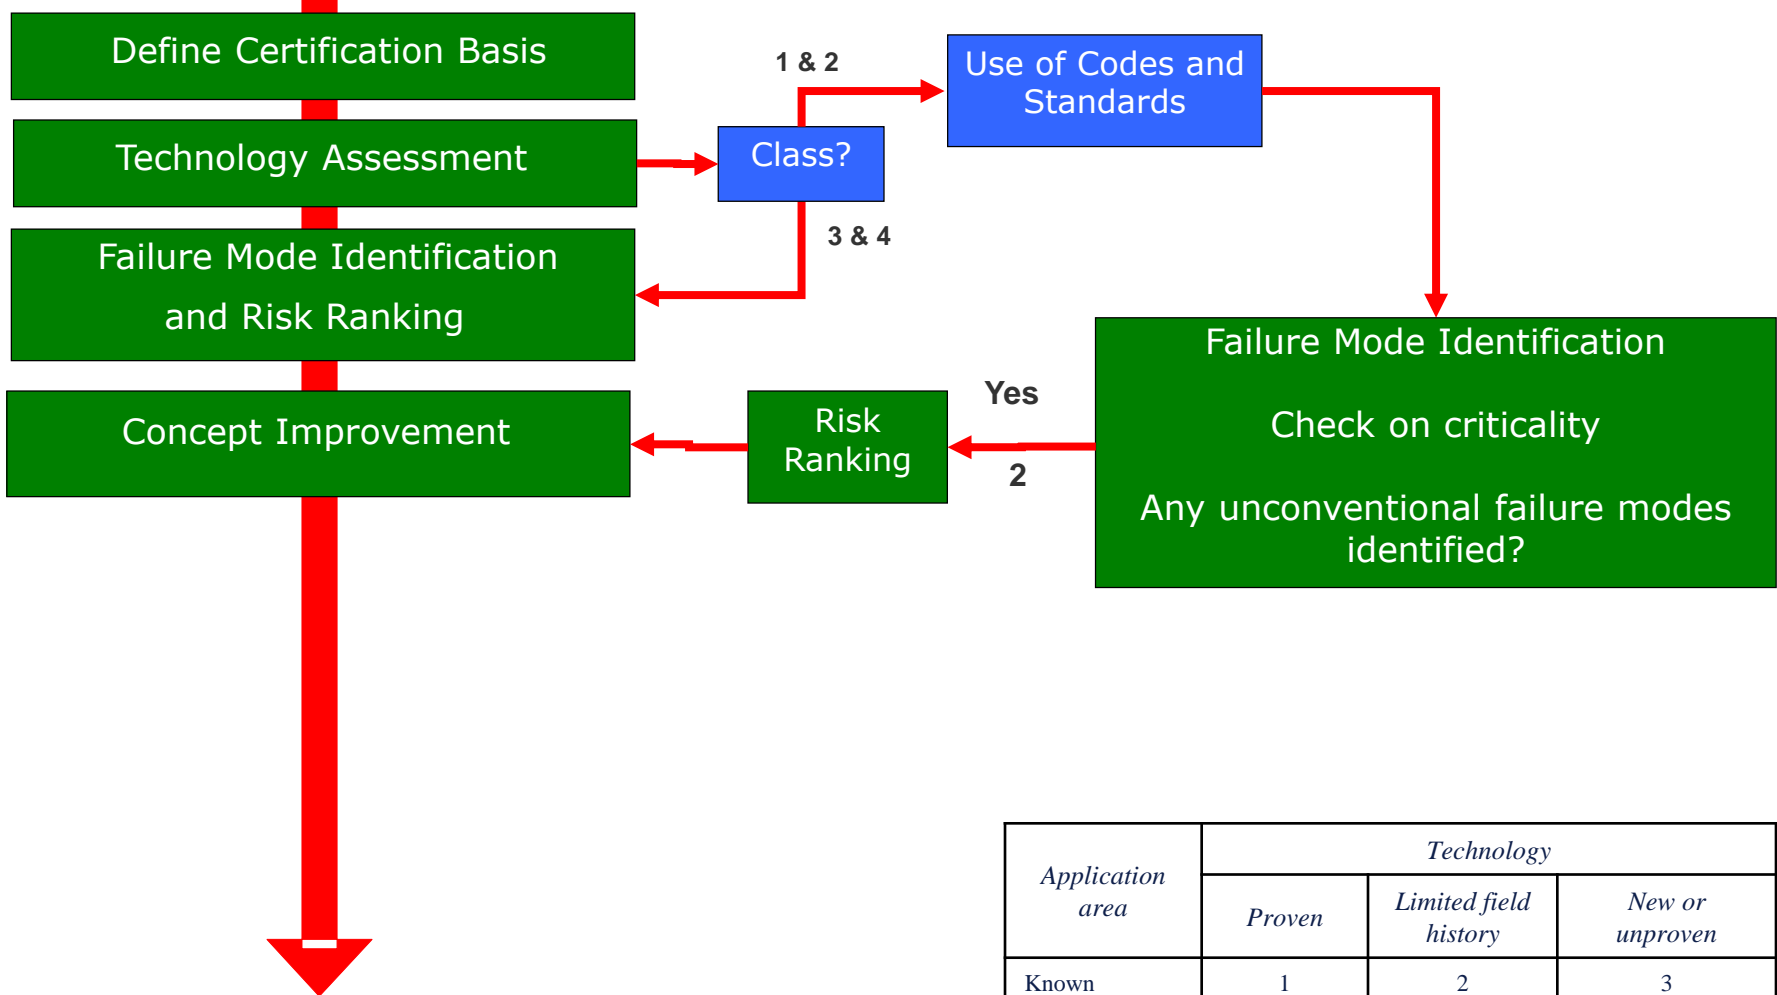 Define Certification Basis
1 & 2
Use of Codes and
Standards
Technology Assessment
Class?
3 & 4
Failure Mode Identification
and Risk Ranking
Failure Mode Identification
Check on criticality
Any unconventional failure modes
identified?
Yes
2
Risk
Ranking
Concept Improvement
Application
area
Technology
Proven
Limited field
history
New or
unproven
Known 1 2 3